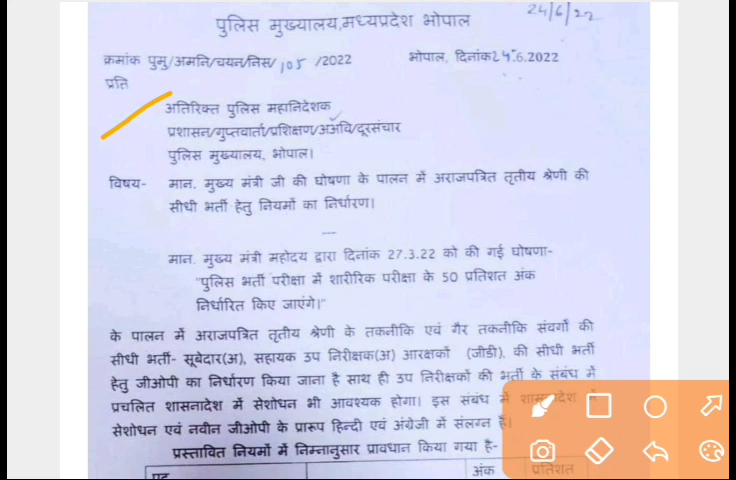 24/6/22
पुलिस मुख्यालय,मध्यप्रदेश भोपाल
क्रमांक पुमु/अमनि/चयन/निस/105 /2022 भोपाल, दिनांक24.6.2022
प्रति
अतिरिक्त पुलिस महानिदेशक
प्रशासन/गुप्तवार्ता/प्रशिक्षण/अअवि/दूरसंचार
पुलिस मुख्यालय, भोपाल।
विषय- मान. मुख्य मंत्री जी की घोषणा के पालन में अराजपत्रित तृतीय श्रेणी की
सीधी भर्ती हेतु नियमों का निर्धारण।
---
मान. मुख्य मंत्री महोदय द्वारा दिनांक 27.3.22 को की गई घोषणा-
"पुलिस भर्ती परीक्षा में शारीरिक परीक्षा के 50 प्रतिशत अंक
निर्धारित किए जाएंगे।"
के पालन में अराजपत्रित तृतीय श्रेणी के तकनीकि एवं गैर तकनीकि संवर्गो की
सीधी भर्ती- सूबेदार(अ), सहायक उप निरीक्षक(अ) आरक्षकों (जीडी). की सीधी भर्ती
हेतु जीओपी का निर्धारण किया जाना है साथ ही उप निरीक्षकों की भर्ती के संबंध में
प्रचलित शासनादेश में संशोधन भी आवश्यक होगा। इस संबंध में शासनादेश में
संशोधन एवं नवीन जीओपी के प्रारूप हिन्दी एवं अंग्रेजी में संलग्न हैं।
प्रस्तावित नियमों में निम्नानुसार प्रावधान किया गया है-
पद अंक प्रतिशत